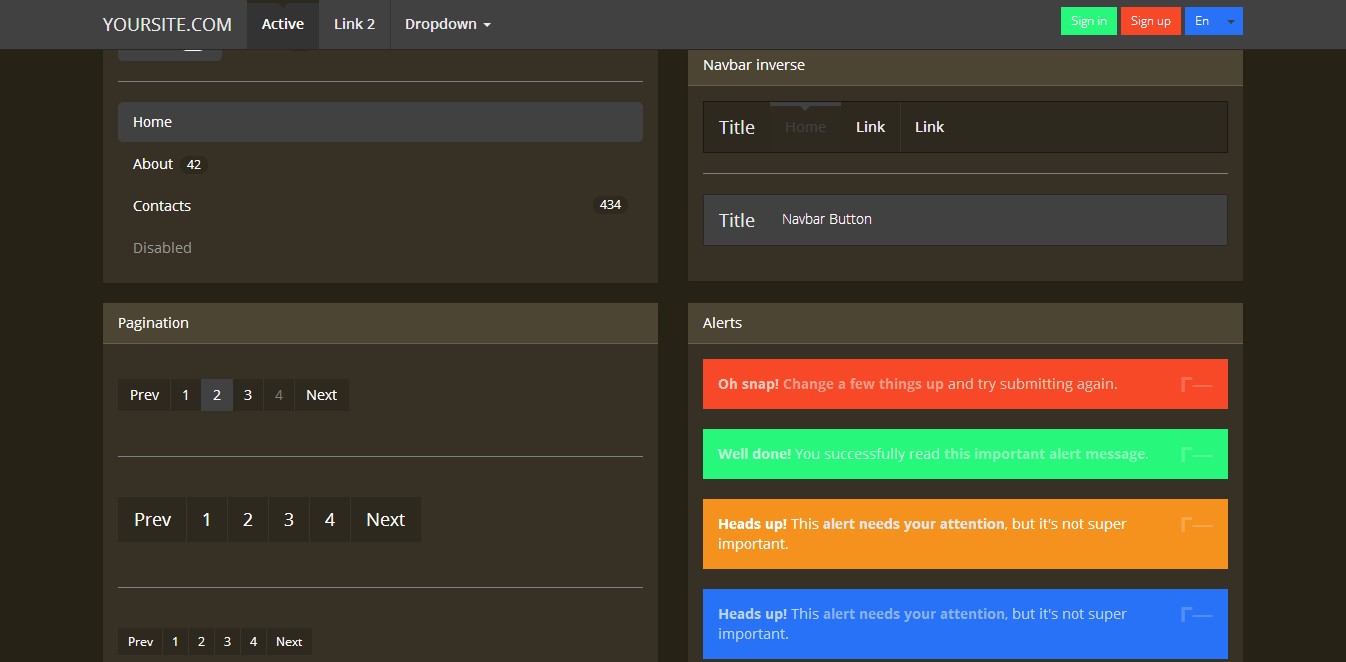 YOURSITE.COM Active Link 2 Dropdown Sign in Sign up En
Home
About 42
Contacts 434
Disabled
Navbar inverse
Title Home Link Link
Title Navbar Button
Pagination
Prev 1 2 3 4 Next
Prev 1 2 3 4 Next
Prev 1 2 3 4 Next
Alerts
Oh snap! Change a few things up and try submitting again.
Well done! You successfully read this important alert message.
Heads up! This alert needs your attention, but it's not super
important.
Heads up! This alert needs your attention, but it's not super
important.